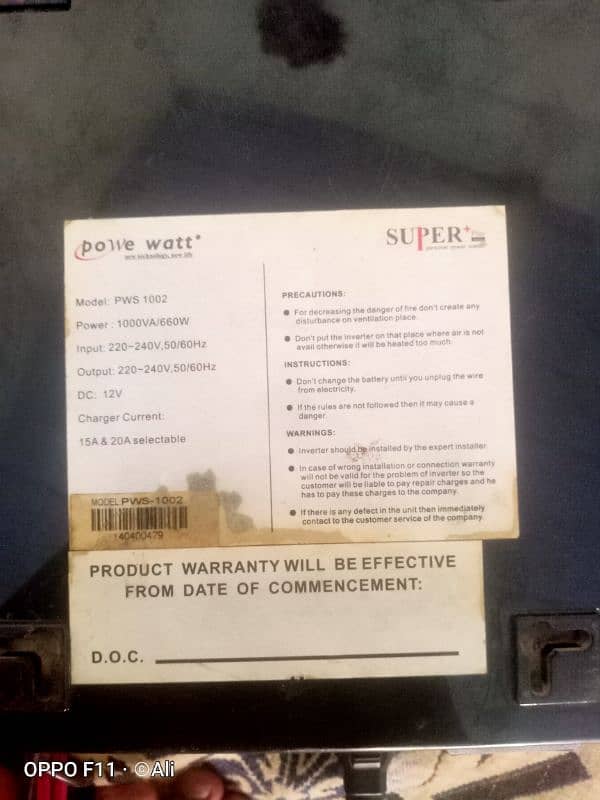 powe watt
new technology, new life
SUPER+
personal power station
Model: PWS 1002
Power : 1000VA/660W
Input: 220~240V,50/60Hz
Output: 220~240V,50/60Hz
DC: 12V
Charger Current:
15A & 20A selectable
PRECAUTIONS:
● For decreasing the danger of fire don't create any
disturbance on ventilation place.
● Don't put the inverter on that place where air is not
avail otherwise it will be heated too much.
INSTRUCTIONS:
● Don't change the battery until you unplug the wire
from electricity.
● If the rules are not followed then it may cause a
danger.
WARNINGS:
● Inverter should be installed by the expert installer.
● In case of wrong installation or connection warranty
will not be valid for the problem of inverter so the
customer will be liable to pay repair charges and he
has to pay these charges to the company.
● If there is any defect in the unit then immediately
contact to the customer service of the company.
MODEL PWS-1002
140400479
PRODUCT WARRANTY WILL BE EFFECTIVE
FROM DATE OF COMMENCEMENT:
D.O.C.
OPPO F11 · ©Ali